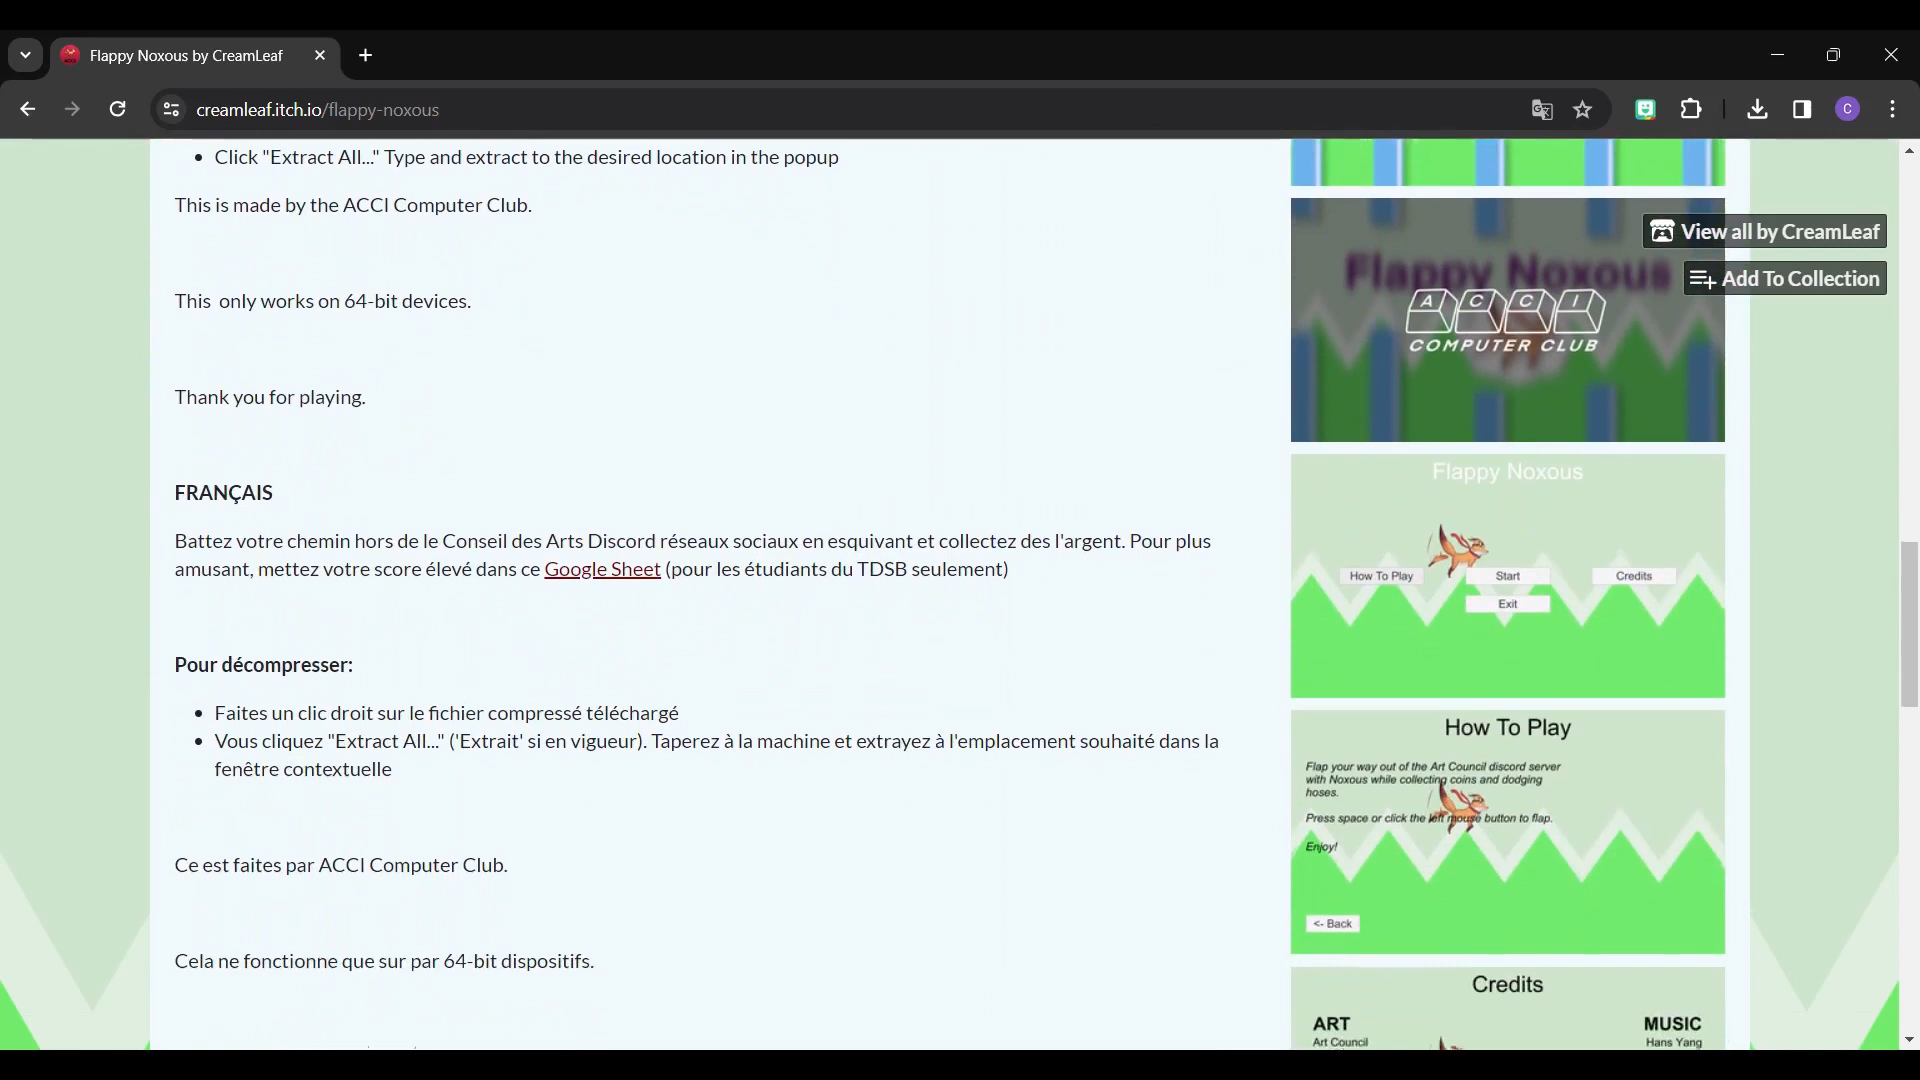 Flappy Noxous by CreamLeaf
creamleaf.itch.io/flappy-noxous
C
Click "Extract All..." Type and extract to the desired location in the popup
This is made by the ACCI Computer Club.
This only works on 64-bit devices.
Thank you for playing.
FRANÇAIS
Battez votre chemin hors de le Conseil des Arts Discord réseaux sociaux en esquivant et collectez des l'argent. Pour plus
amusant, mettez votre score élevé dans ce Google Sheet (pour les étudiants du TDSB seulement)
Pour décompresser:
Faites un clic droit sur le fichier compressé téléchargé
Vous cliquez "Extract All..." ('Extrait' si en vigueur). Taperez à la machine et extrayez à l'emplacement souhaité dans la
fenêtre contextuelle
Ce est faites par ACCI Computer Club.
Cela ne fonctionne que sur par 64-bit dispositifs.
View all by CreamLeaf
Add To Collection
Flappy Noxous
ACCI
COMPUTER CLUB
Flappy Noxous
How To Play
Start
Credits
Exit
How To Play
Flap your way out of the Art Council discord server
with Noxous while collecting coins and dodging
hoses.
Press space or click the left mouse button to flap.
Enjoy!
<- Back
Credits
ART
MUSIC
Art Council
Hans Yang